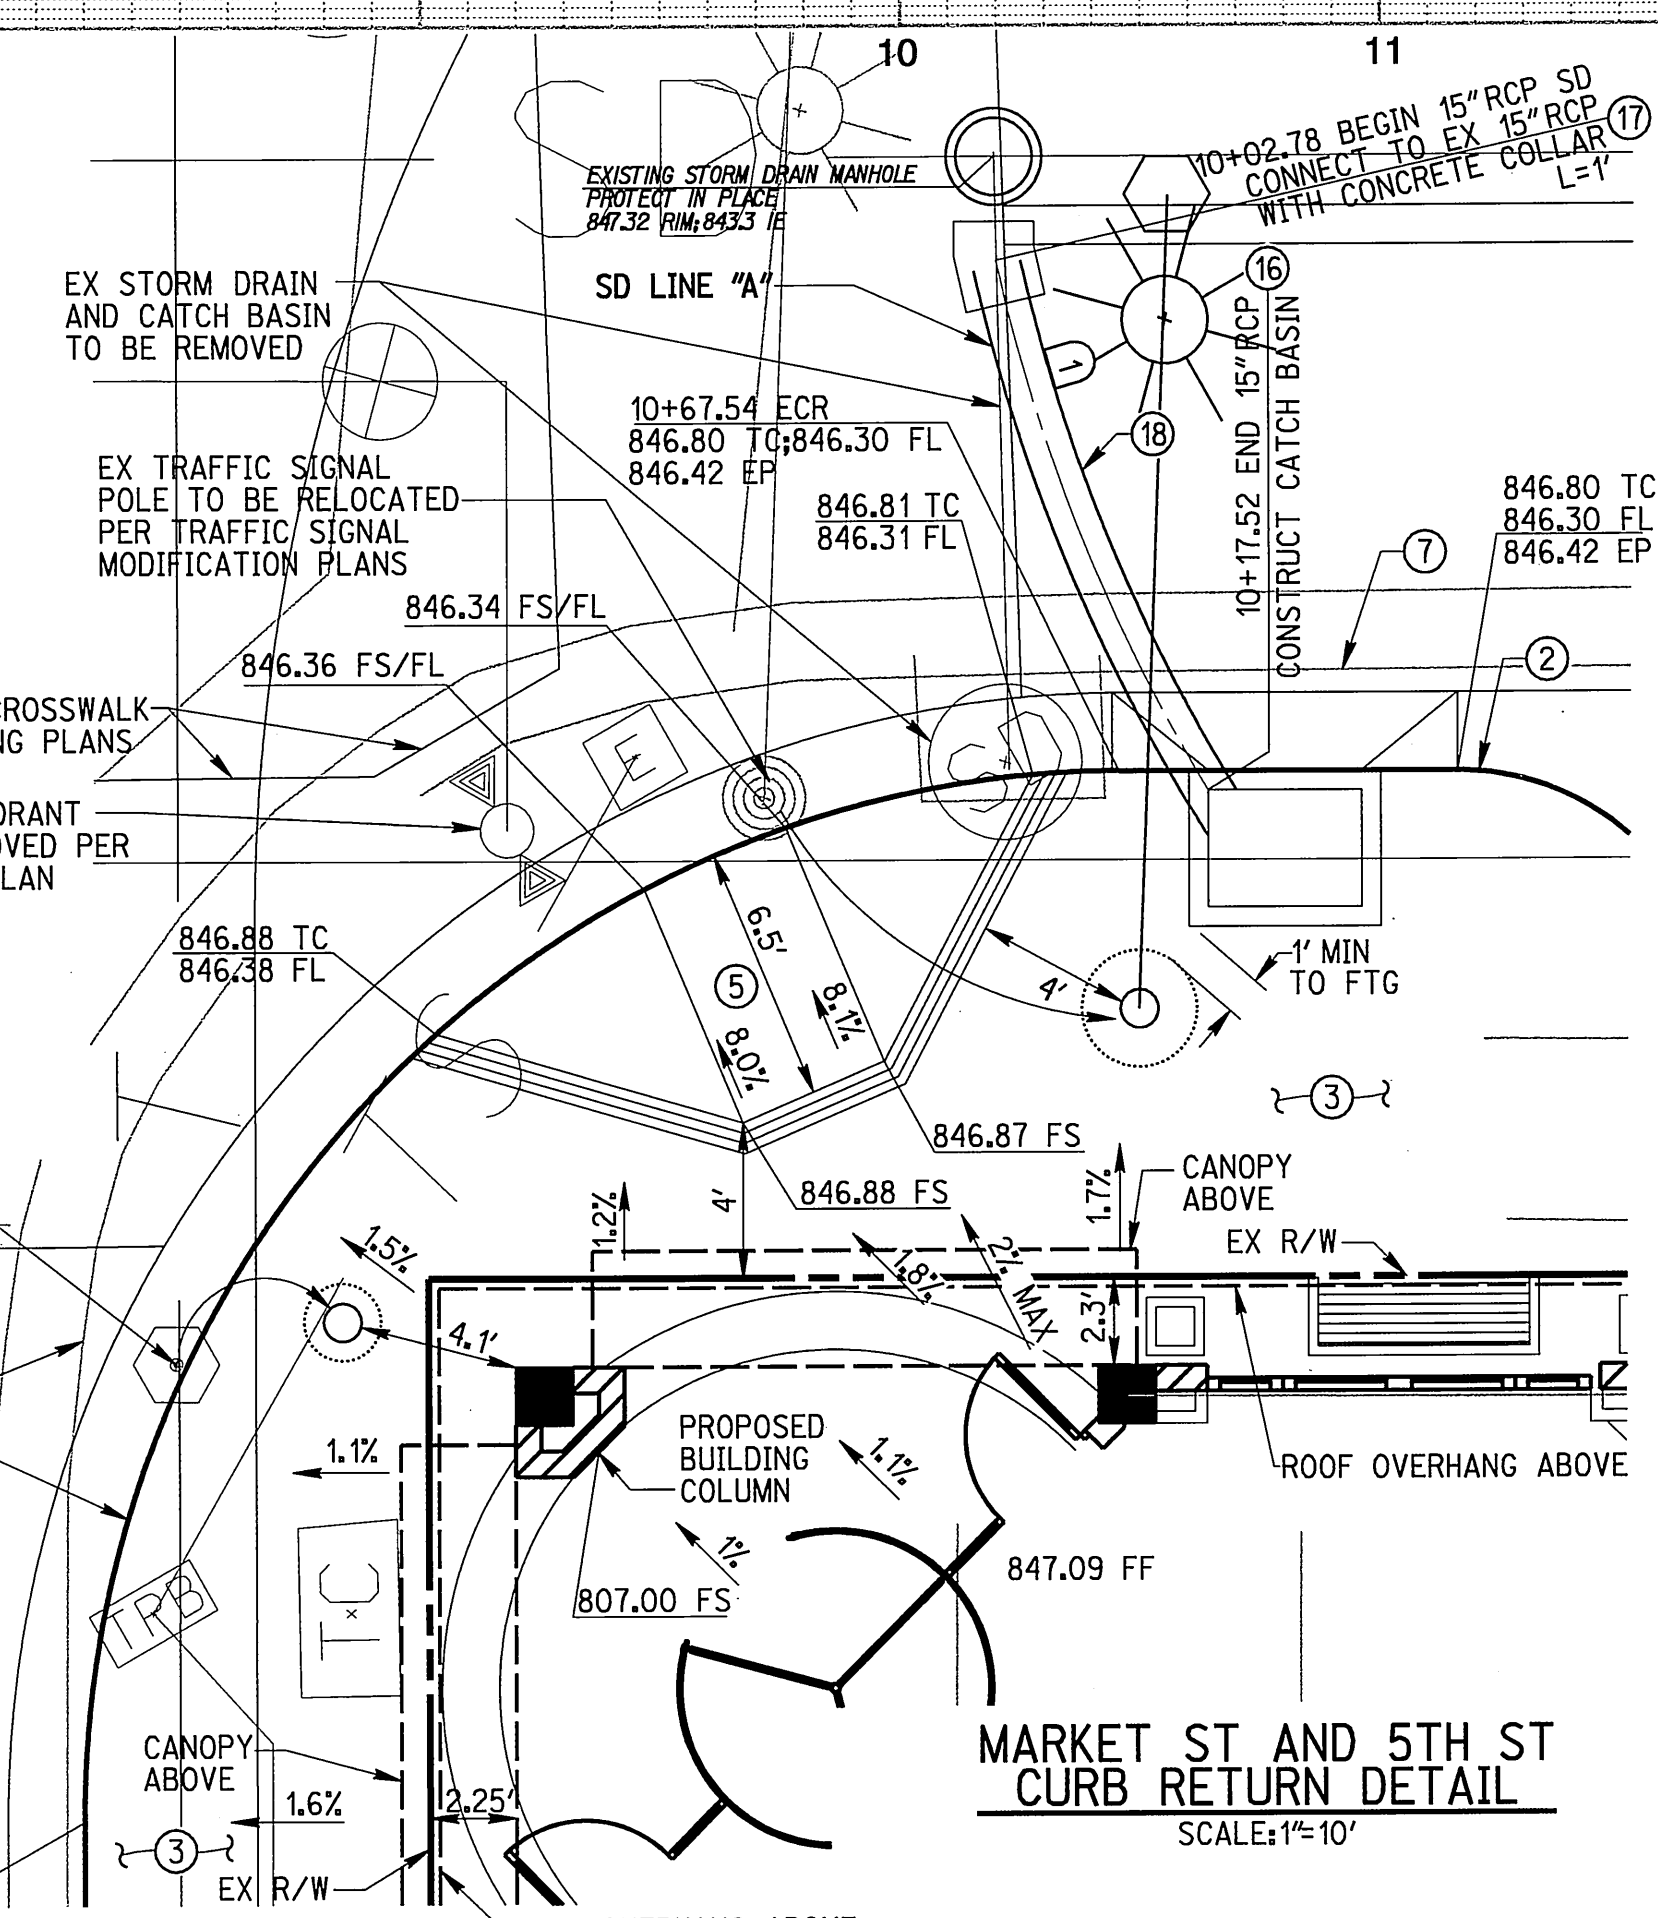 10
11
10+02.78 BEGIN 15" RCP SD
CONNECT TO EX 15" RCP
WITH CONCRETE COLLAR
L=1'
17
EXISTING STORM DRAIN MANHOLE
PROTECT IN PLACE
847.32 RIM; 843.3 IE
EX STORM DRAIN
AND CATCH BASIN
TO BE REMOVED
SD LINE "A"
16
1
10+17.52 END 15" RCP
CONSTRUCT CATCH BASIN
10+67.54 ECR
846.80 TC;846.30 FL
846.42 EP
18
EX TRAFFIC SIGNAL
POLE TO BE RELOCATED
PER TRAFFIC SIGNAL
MODIFICATION PLANS
846.81 TC
846.31 FL
846.80 TC
846.30 FL
846.42 EP
7
846.34 FS/FL
846.36 FS/FL
2
CROSSWALK
NG PLANS
E
SD
DRANT
OVED PER
LAN
846.88 TC
846.38 FL
6.5'
5
8.1%
8.0%
4'
1' MIN
TO FTG
3
846.87 FS
846.88 FS
4'
1.2%
1.7%
CANOPY
ABOVE
EX R/W
1.5%
1.8%
2% MAX
2.3'
4.1'
PROPOSED
BUILDING
COLUMN
1.1%
1.1%
ROOF OVERHANG ABOVE
1%
807.00 FS
847.09 FF
TRB
TC
CANOPY
ABOVE
1.6%
2.25'
3
EX R/W
MARKET ST AND 5TH ST
CURB RETURN DETAIL
SCALE:1"=10'